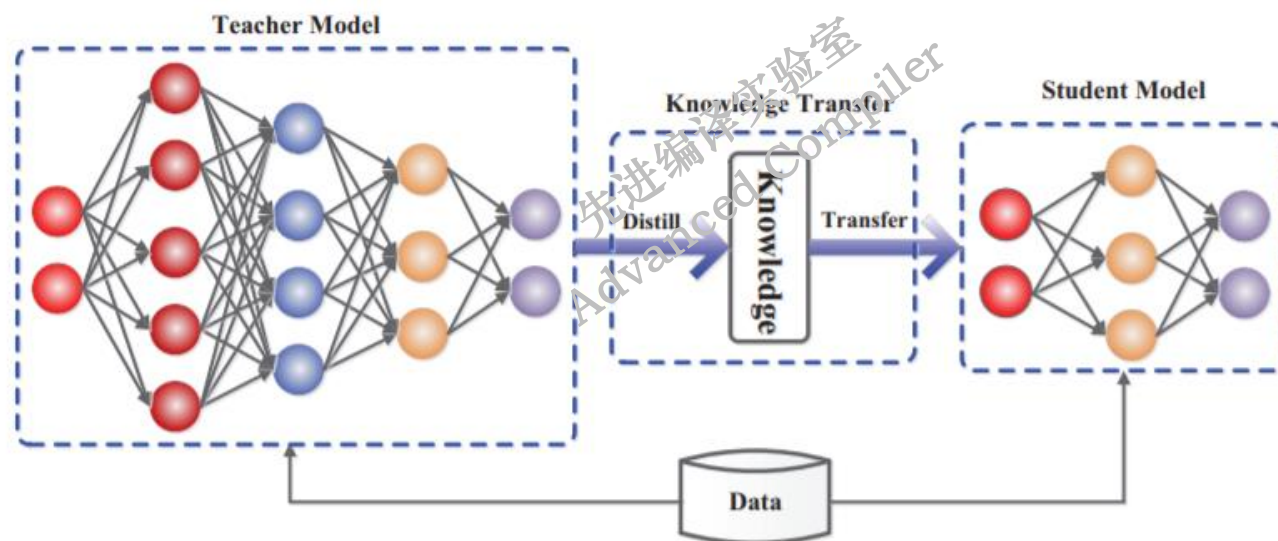 Teacher Model
Knowledge Transfer
Student Model
先进编译实验室
Advanced Compiler
Distill
Knowledge
Transfer
Data